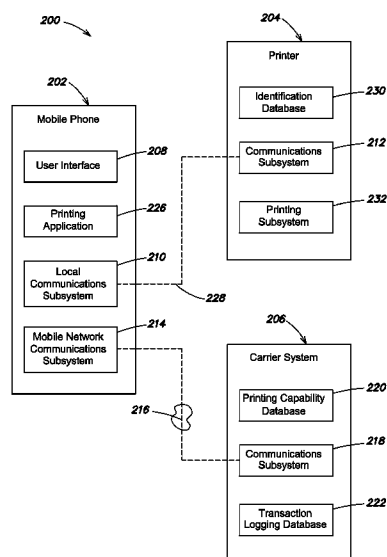 200
202
Mobile Phone
User Interface
208
Printing
Application
226
Local
Communications
Subsystem
210
Mobile Network
Communications
Subsystem
214
228
216
204
Printer
Identification
Database
230
Communications
Subsystem
212
Printing
Subsystem
232
206
Carrier System
Printing Capability
Database
220
Communications
Subsystem
218
Transaction
Logging Database
222